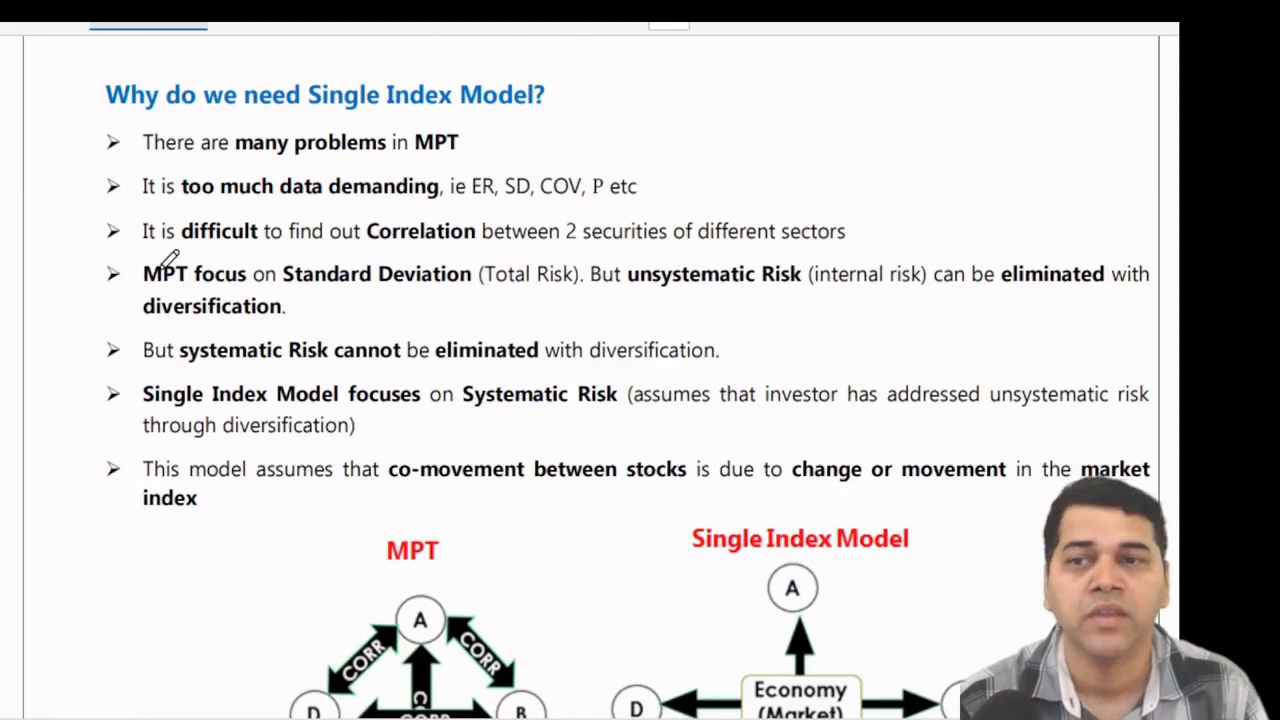 Why do we need Single Index Model?
➢ There are many problems in MPT
➢ It is too much data demanding, ie ER, SD, COV, P etc
➢ It is difficult to find out Correlation between 2 securities of different sectors
➢ MPT focus on Standard Deviation (Total Risk). But unsystematic Risk (internal risk) can be eliminated with
diversification.
➢ But systematic Risk cannot be eliminated with diversification.
➢ Single Index Model focuses on Systematic Risk (assumes that investor has addressed unsystematic risk
through diversification)
➢ This model assumes that co-movement between stocks is due to change or movement in the market
index
MPT
Single Index Model
A
CORR
CORR
D
B
CORR
A
Economy
(Market)
D